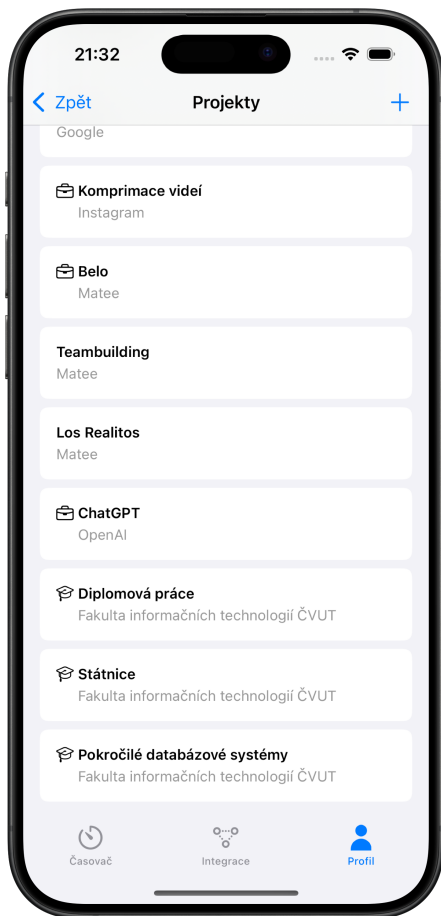 21:32
Zpět
Projekty
Google
Komprimace videí
Instagram
Belo
Matee
Teambuilding
Matee
Los Realitos
Matee
ChatGPT
OpenAI
Diplomová práce
Fakulta informačních technologií ČVUT
Státnice
Fakulta informačních technologií ČVUT
Pokročilé databázové systémy
Fakulta informačních technologií ČVUT
Časovač
Integrace
Profil